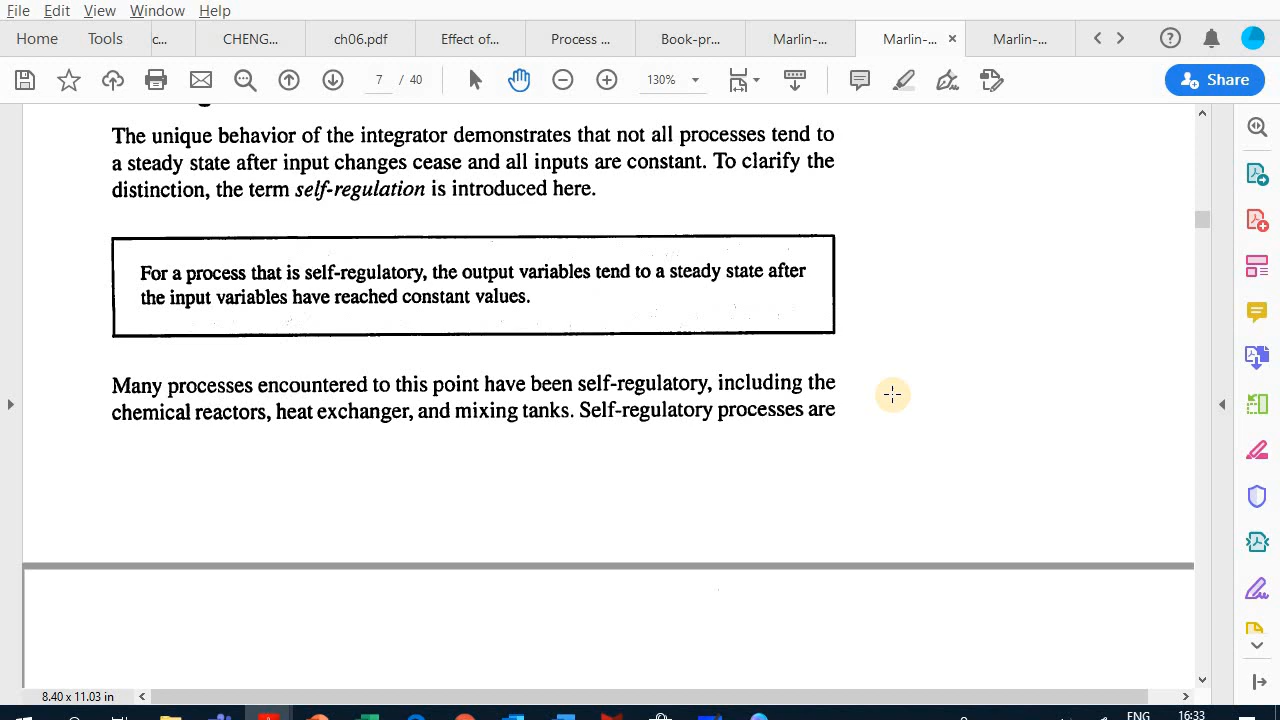 File Edit View Window Help
Home Tools c... CHENG... ch06.pdf Effect of... Process ... Book-pr... Marlin-... Marlin-... × Marlin-...
7 / 40 130% Share
The unique behavior of the integrator demonstrates that not all processes tend to
a steady state after input changes cease and all inputs are constant. To clarify the
distinction, the term self-regulation is introduced here.
For a process that is self-regulatory, the output variables tend to a steady state after
the input variables have reached constant values.
Many processes encountered to this point have been self-regulatory, including the
chemical reactors, heat exchanger, and mixing tanks. Self-regulatory processes are
8.40 x 11.03 in
ENG 16:33